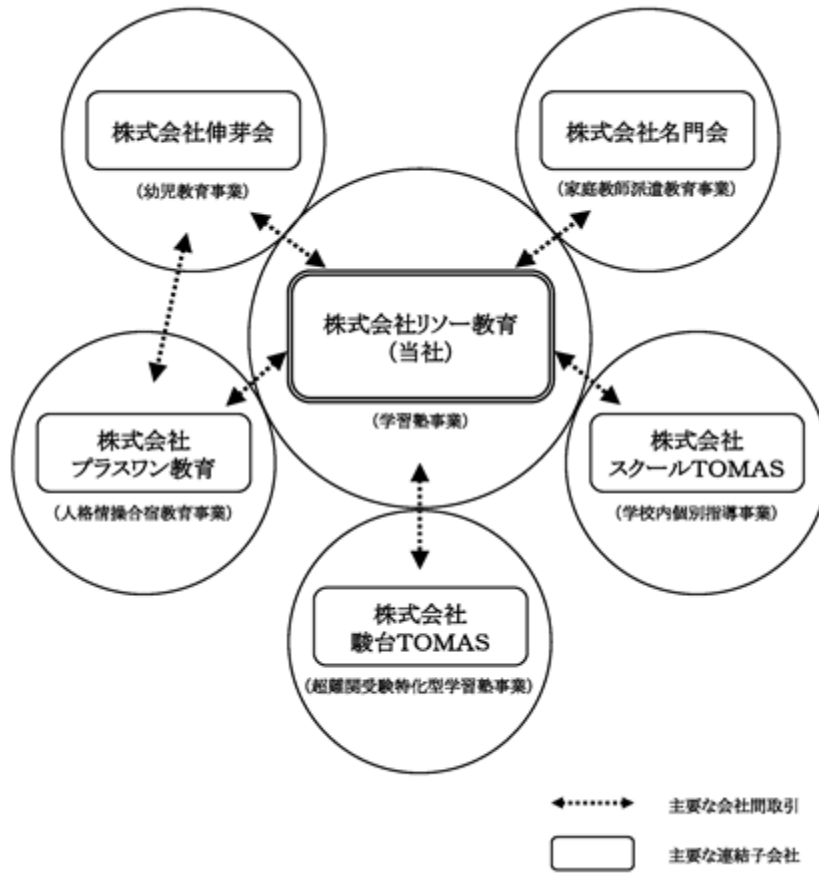 株式会社伸芽会
(幼児教育事業)
株式会社名門会
(家庭教師派遣教育事業)
株式会社リソー教育
(当社)
(学習塾事業)
株式会社
プラスワン教育
(人格情操合宿教育事業)
株式会社
スクールTOMAS
(学校内個別指導事業)
株式会社
駿台TOMAS
(超難関受験特化型学習塾事業)
主要な会社間取引
主要な連結子会社